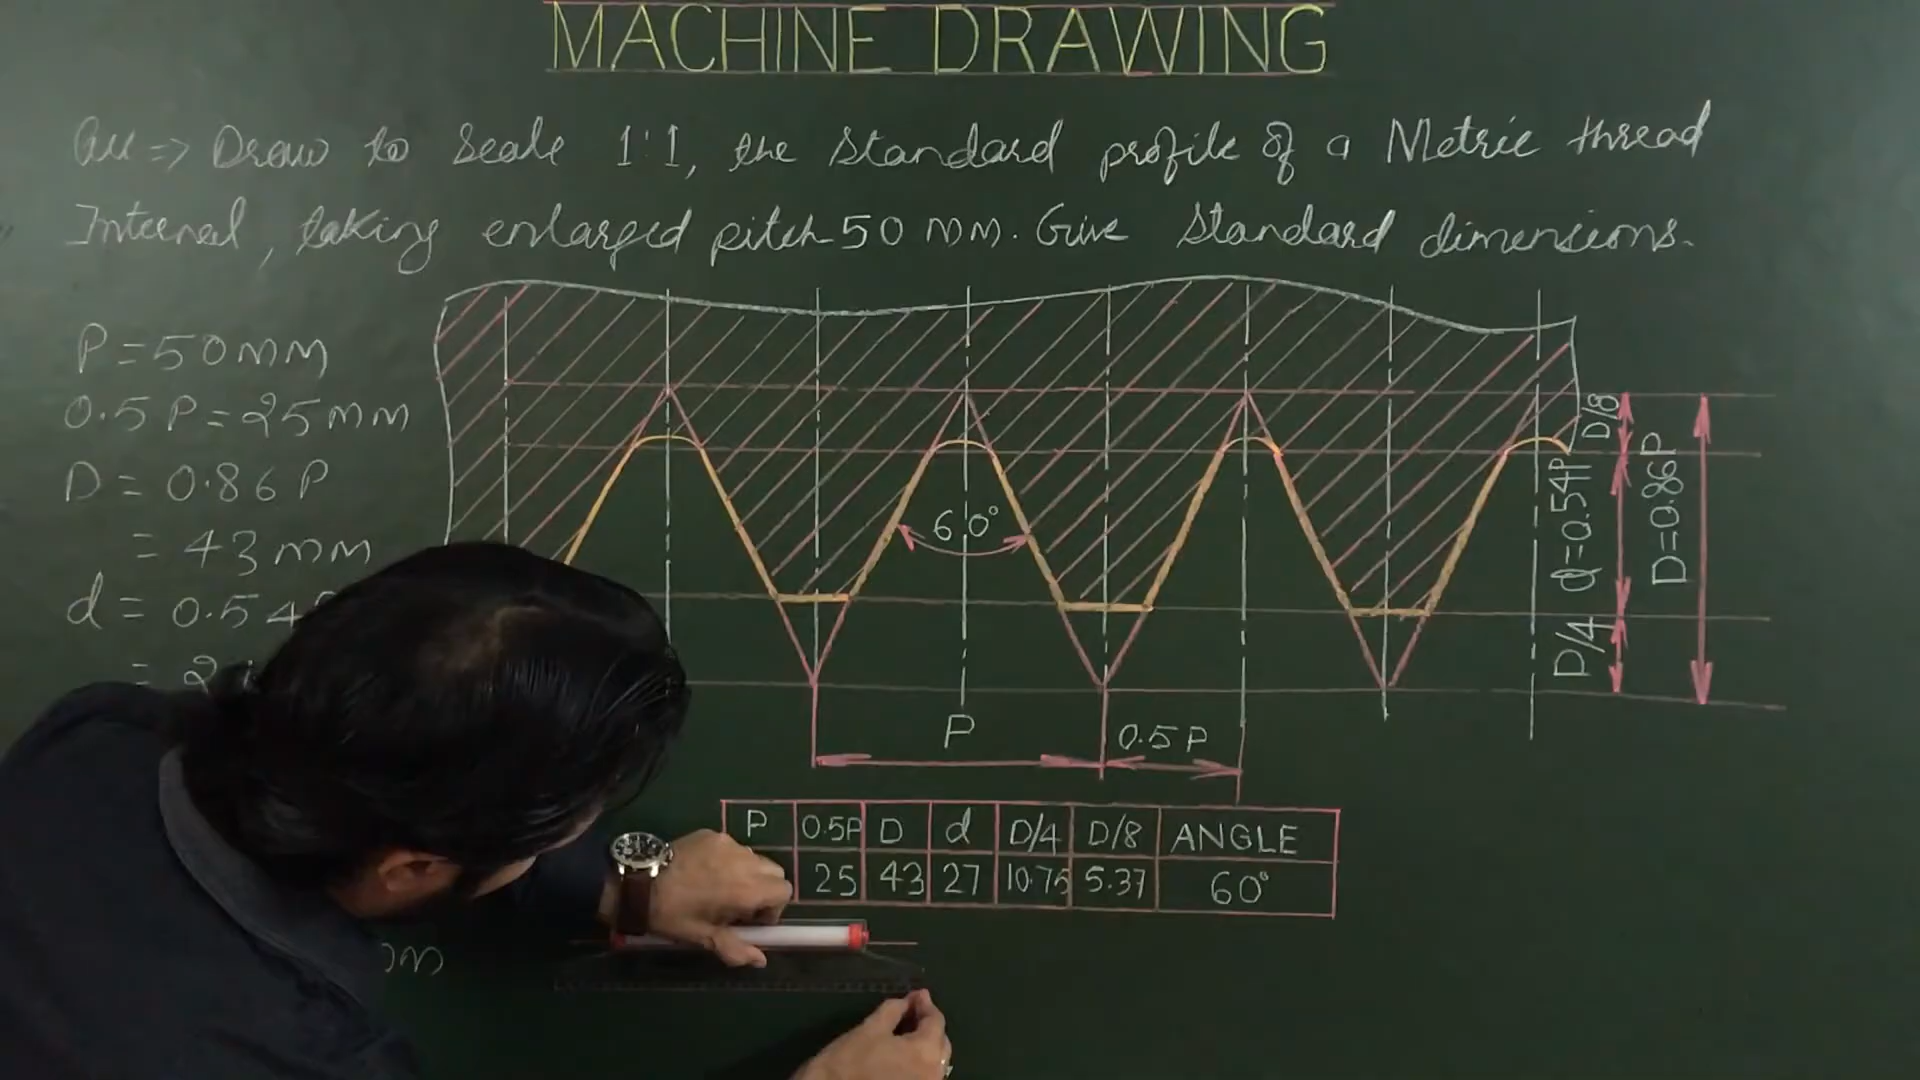 MACHINE DRAWING
Qu => Draw to Scale 1:1, the Standard profile of a Metric thread
Internal, taking enlarged pitch 50 mm. Give Standard dimensions.
P = 50 mm
0.5 P = 25 mm
D = 0.86 P
= 43 mm
d = 0.54
= 2
60°
D/8
d=0.54P
D/4
D=0.86P
P
0.5 P
P 0.5P D d D/4 D/8 ANGLE
25 43 27 10.75 5.37 60°
m